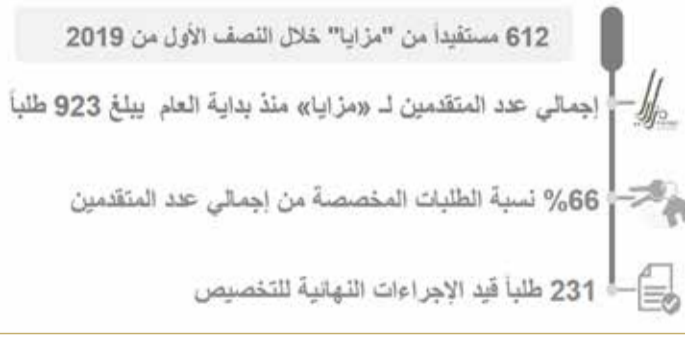 612 مستفيداً من "مزايا" خلال النصف الأول من 2019
إجمالي عدد المتقدمين لـ «مزايا» منذ بداية العام يبلغ 923 طلباً
66% نسبة الطلبات المخصصة من إجمالي عدد المتقدمين
231 طلباً قيد الإجراءات النهائية للتخصيص